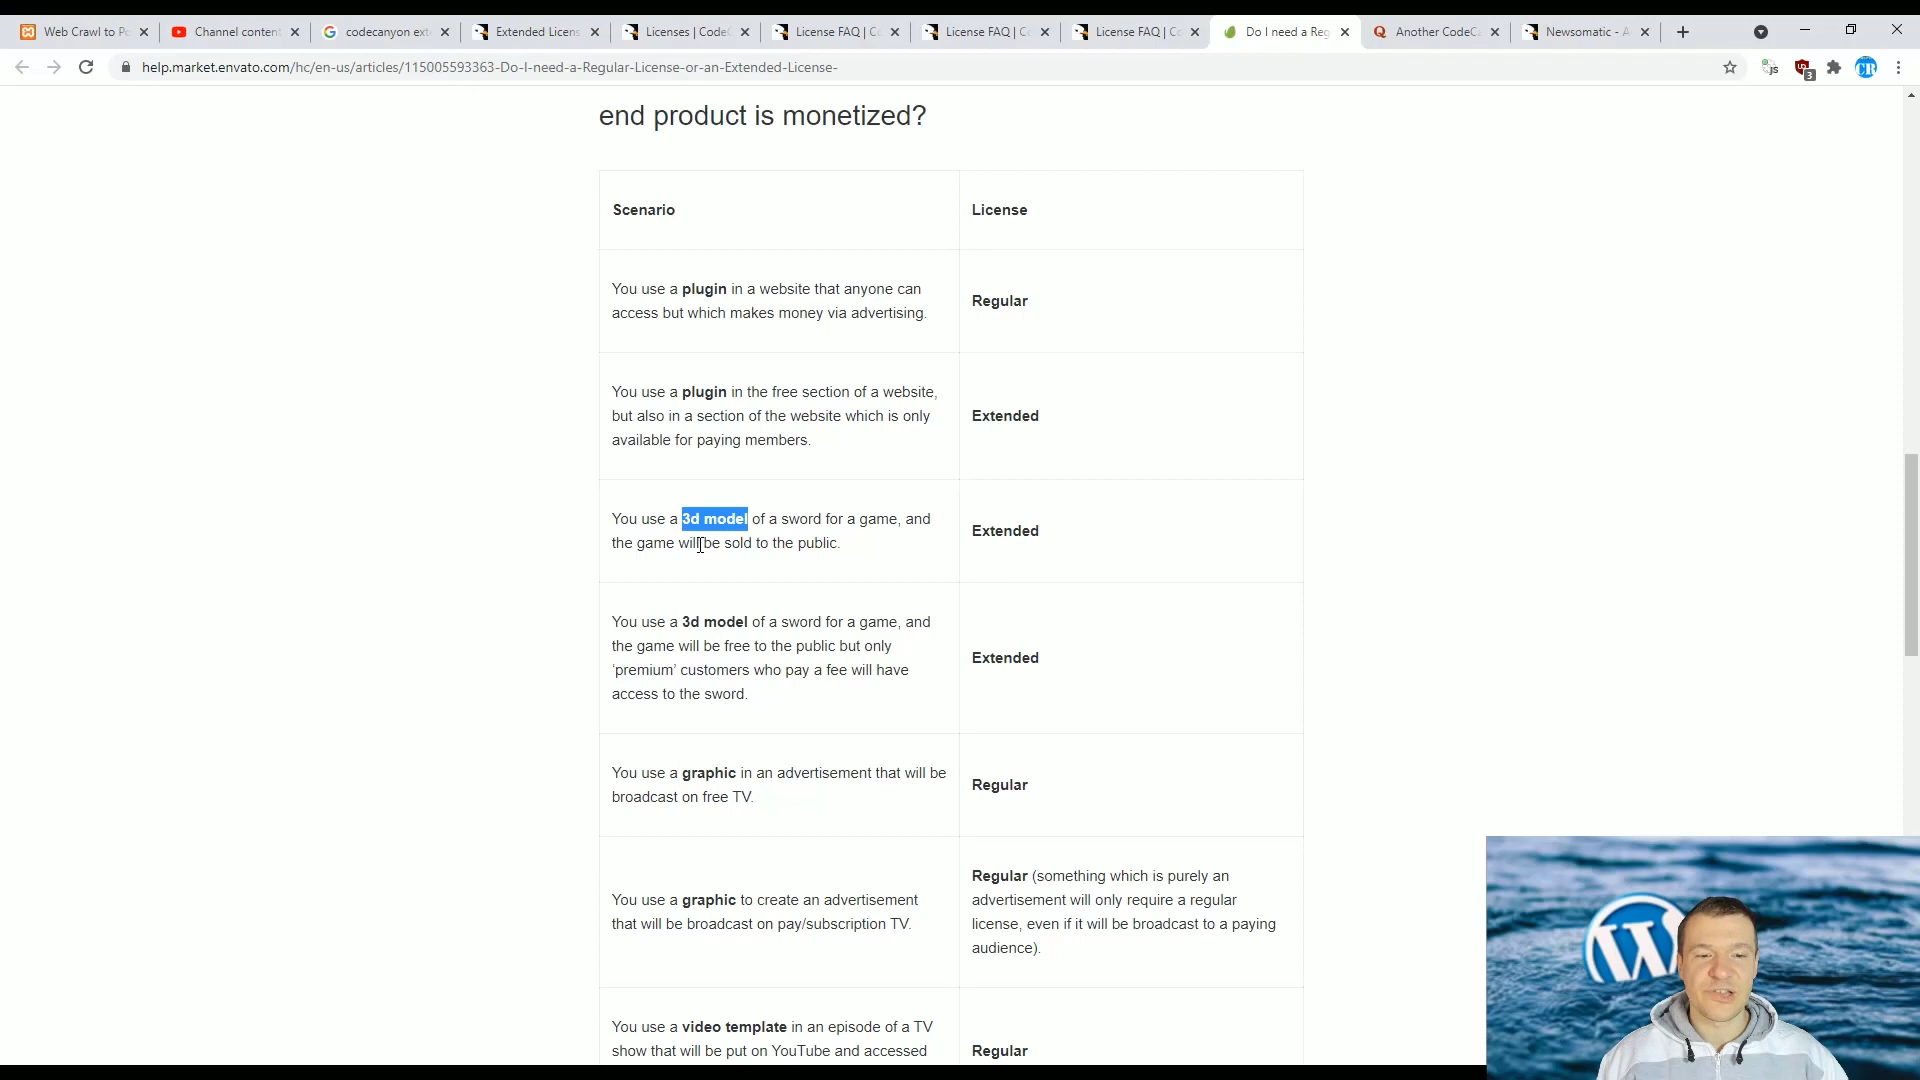 Web Crawl to Po
Channel content
codecanyon ext
Extended Licens
Licenses | CodeC
License FAQ | Co
License FAQ | Co
License FAQ | Co
Do I need a Reg
Another CodeCa
Newsomatic - A
help.market.envato.com/hc/en-us/articles/115005593363-Do-I-need-a-Regular-License-or-an-Extended-License-
end product is monetized?
Scenario
License
You use a plugin in a website that anyone can
access but which makes money via advertising.
Regular
You use a plugin in the free section of a website,
but also in a section of the website which is only
available for paying members.
Extended
You use a 3d model of a sword for a game, and
the game will be sold to the public.
Extended
You use a 3d model of a sword for a game, and
the game will be free to the public but only
‘premium’ customers who pay a fee will have
access to the sword.
Extended
You use a graphic in an advertisement that will be
broadcast on free TV.
Regular
You use a graphic to create an advertisement
that will be broadcast on pay/subscription TV.
Regular (something which is purely an
advertisement will only require a regular
license, even if it will be broadcast to a paying
audience).
You use a video template in an episode of a TV
show that will be put on YouTube and accessed
Regular